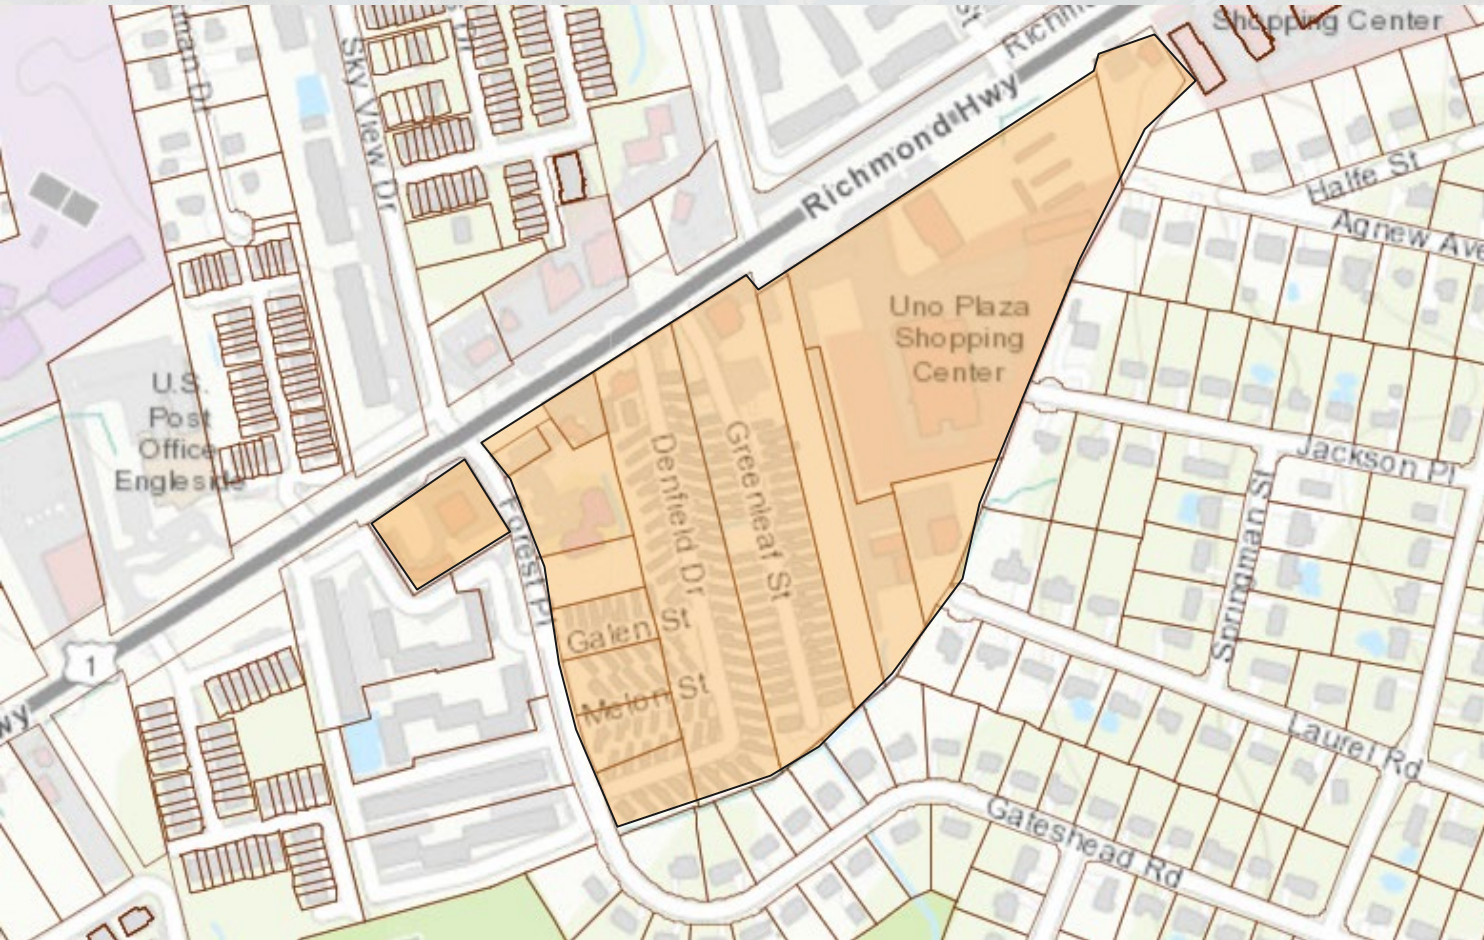 Shopping Center
Sky View Dr
Dr
Richmond Hwy
Halfe St
Agnew Ave
Uno Plaza
Shopping
Center
U.S.
Post
Office
Engleside
Jackson Pl
Greenleaf St
Denfield Dr
Forest Pl
Springman St
Galen St
Melon St
1
Laurel Rd
Gateshead Rd